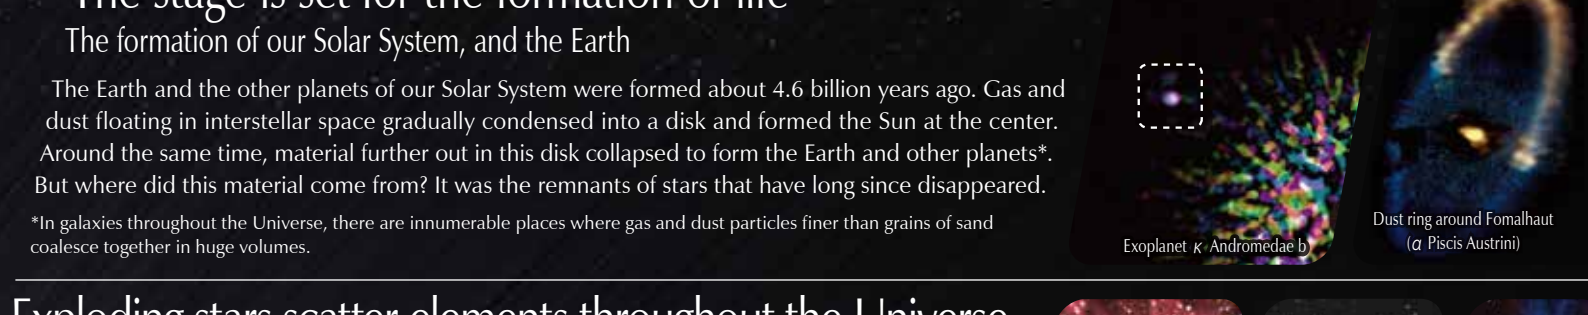 The stage is set for the formation of life
The formation of our Solar System, and the Earth
The Earth and the other planets of our Solar System were formed about 4.6 billion years ago. Gas and
dust floating in interstellar space gradually condensed into a disk and formed the Sun at the center.
Around the same time, material further out in this disk collapsed to form the Earth and other planets*.
But where did this material come from? It was the remnants of stars that have long since disappeared.
*In galaxies throughout the Universe, there are innumerable places where gas and dust particles finer than grains of sand
coalesce together in huge volumes.
Exoplanet κ Andromedae b
Dust ring around Fomalhaut
(α Piscis Austrini)
Exploding stars scatter elements throughout the Universe